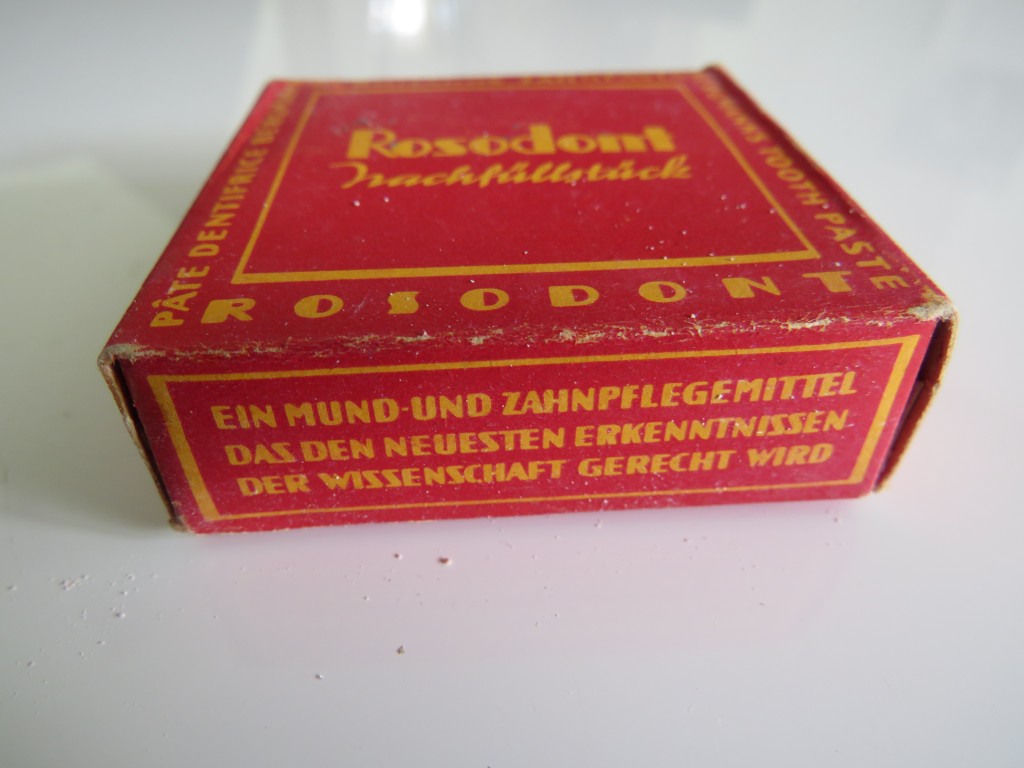 Rosodont
Nachfüllstück
PÂTE DENTIFRICE
TOOTH PASTE
ROSODONT
EIN MUND-UND ZAHNPFLEGEMITTEL
DAS DEN NEUESTEN ERKENNTNISSEN
DER WISSENSCHAFT GERECHT WIRD